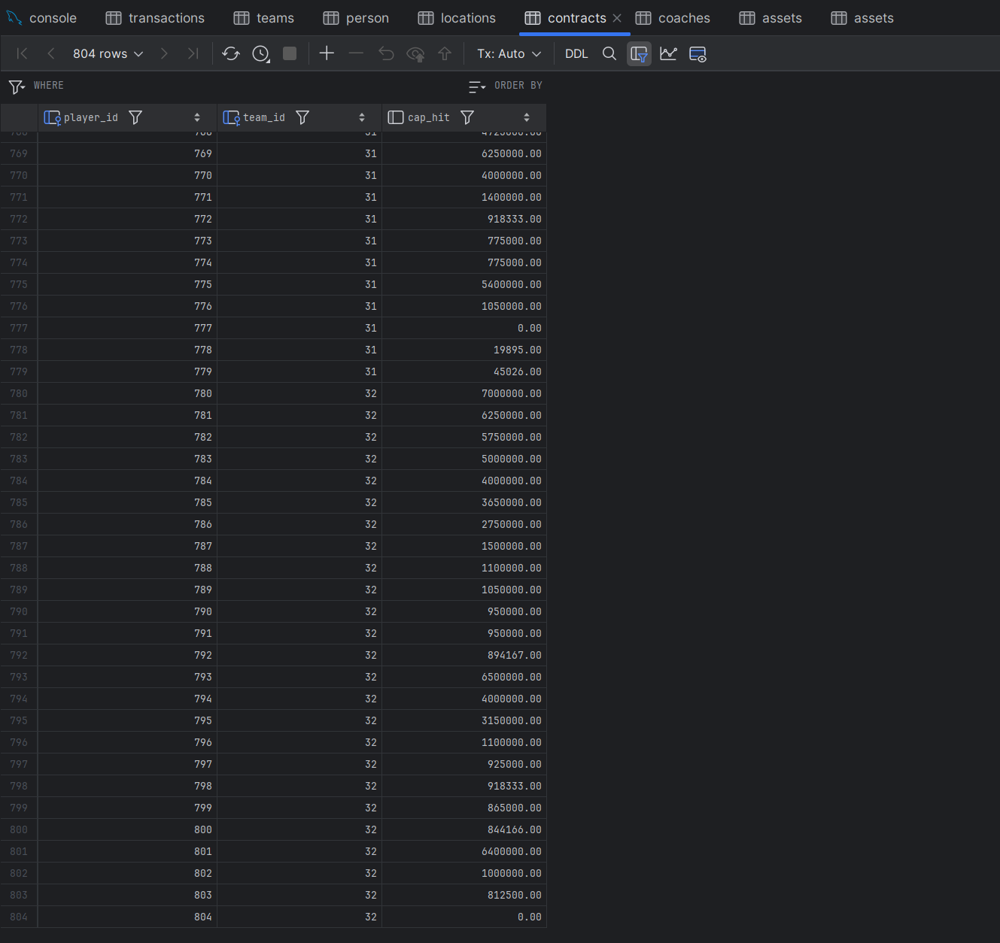 console transactions teams person locations contracts coaches assets assets
804 rows Tx: Auto DDL
WHERE ORDER BY
player_id team_id cap_hit
768 31 4725000.00
769 769 31 6250000.00
770 770 31 4000000.00
771 771 31 1400000.00
772 772 31 918333.00
773 773 31 775000.00
774 774 31 775000.00
775 775 31 5400000.00
776 776 31 1050000.00
777 777 31 0.00
778 778 31 19895.00
779 779 31 45026.00
780 780 32 7000000.00
781 781 32 6250000.00
782 782 32 5750000.00
783 783 32 5000000.00
784 784 32 4000000.00
785 785 32 3650000.00
786 786 32 2750000.00
787 787 32 1500000.00
788 788 32 1100000.00
789 789 32 1050000.00
790 790 32 950000.00
791 791 32 950000.00
792 792 32 894167.00
793 793 32 6500000.00
794 794 32 4000000.00
795 795 32 3150000.00
796 796 32 1100000.00
797 797 32 925000.00
798 798 32 918333.00
799 799 32 865000.00
800 800 32 844166.00
801 801 32 6400000.00
802 802 32 1000000.00
803 803 32 812500.00
804 804 32 0.00